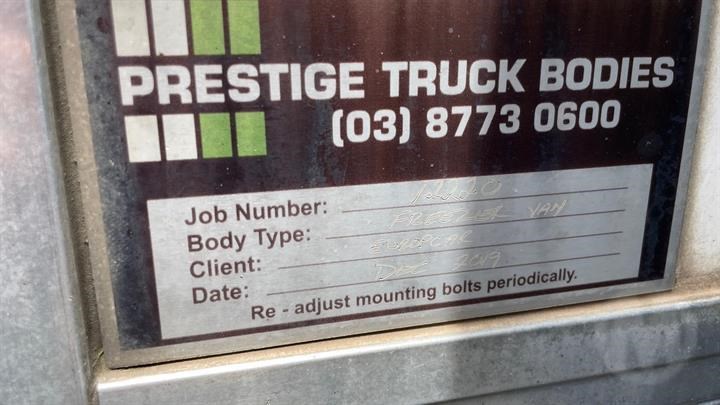 PRESTIGE TRUCK BODIES
(03) 8773 0600
Job Number: 12220
Body Type: FREEZER VAN
Client: EUROPCAR
Date: DEC 2019
Re - adjust mounting bolts periodically.